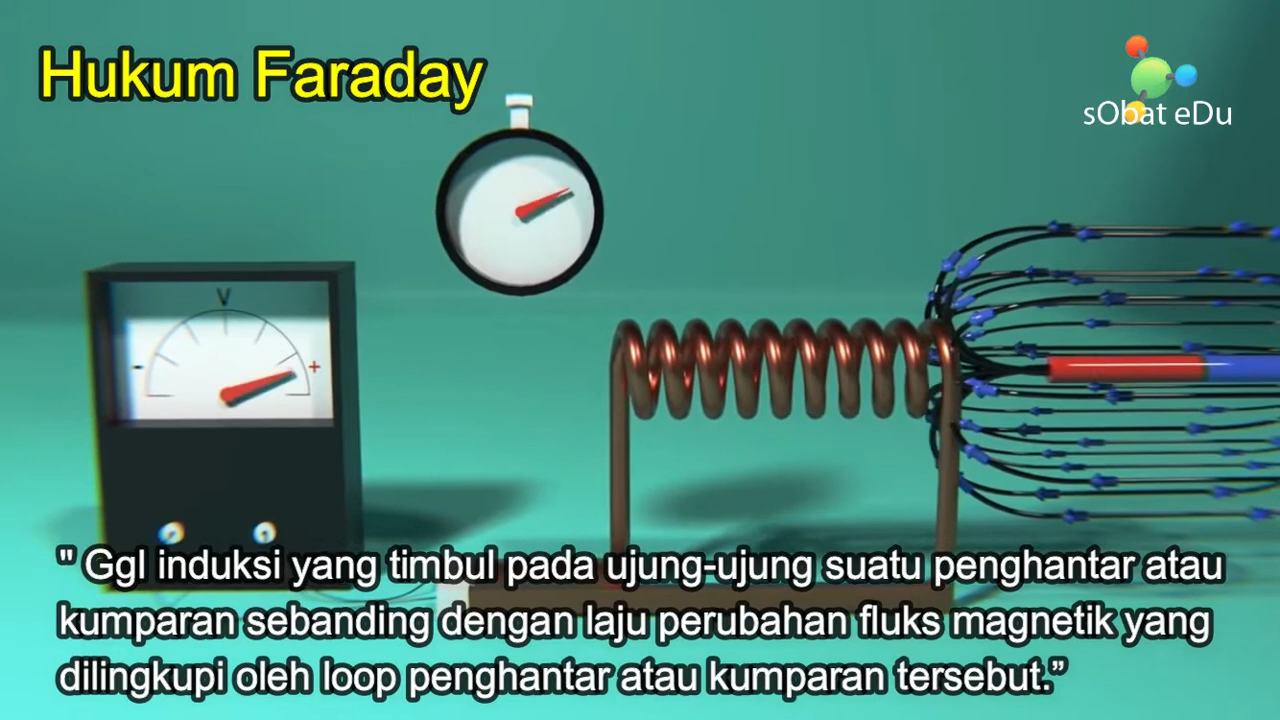 Hukum Faraday
sObat eDu
V
- +
" Ggl induksi yang timbul pada ujung-ujung suatu penghantar atau
kumparan sebanding dengan laju perubahan fluks magnetik yang
dilingkupi oleh loop penghantar atau kumparan tersebut.”